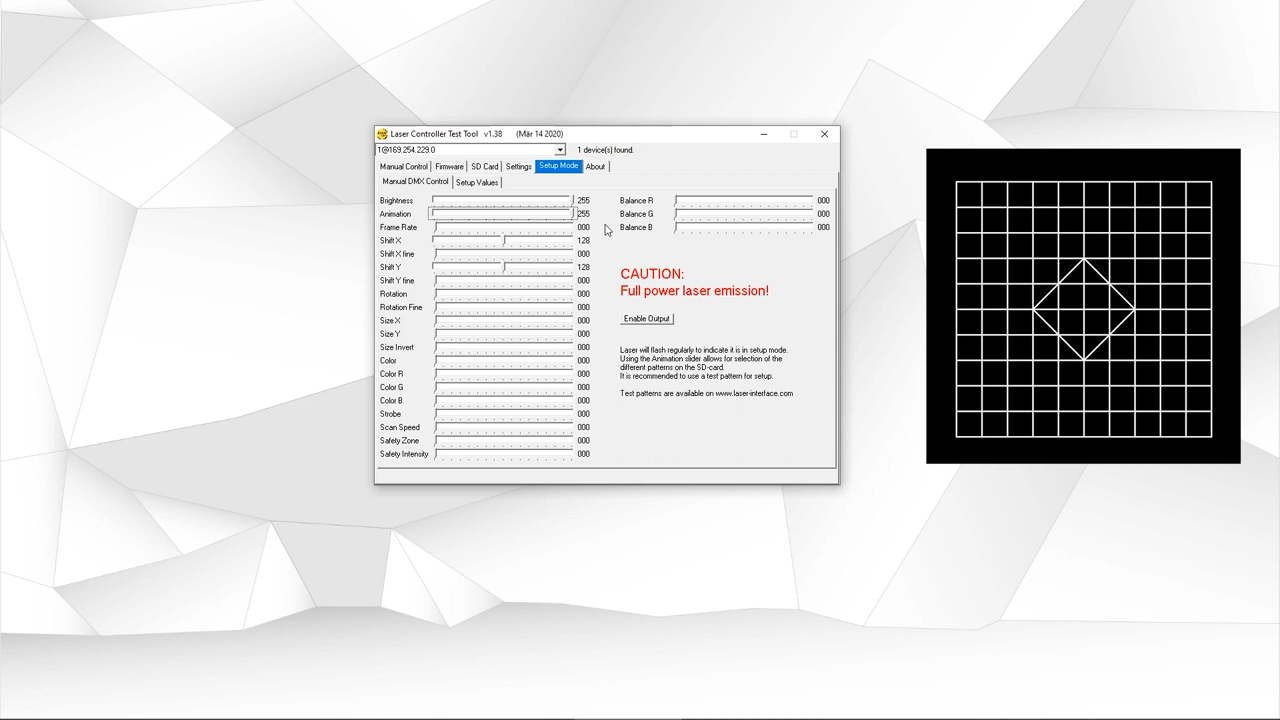 Laser Controller Test Tool v1.38 (Mär 14 2020)
1@169.254.229.0 1 device(s) found.
Manual Control Firmware SD Card Settings Setup Mode About
Manual DMX Control Setup Values
Brightness 255
Animation 255
Frame Rate 000
Shift X 128
Shift X fine 000
Shift Y 128
Shift Y fine 000
Rotation 000
Rotation Fine 000
Size X 000
Size Y 000
Size Invert 000
Color 000
Color R 000
Color G 000
Color B 000
Strobe 000
Scan Speed 000
Safety Zone 000
Safety Intensity 000
Balance R 000
Balance G 000
Balance B 000
CAUTION:
Full power laser emission!
Enable Output
Laser will flash regularly to indicate it is in setup mode.
Using the Animation slider allows for selection of the
different patterns on the SD-card.
It is recommended to use a test pattern for setup.
Test patterns are available on www.laser-interface.com